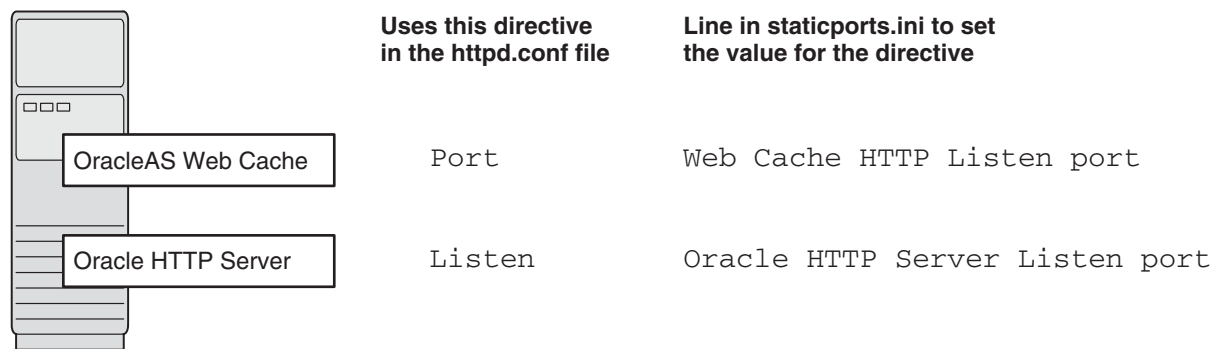 Uses this directive
in the httpd.conf file
Line in staticports.ini to set
the value for the directive
OracleAS Web Cache
Port
Web Cache HTTP Listen port
Oracle HTTP Server
Listen
Oracle HTTP Server Listen port